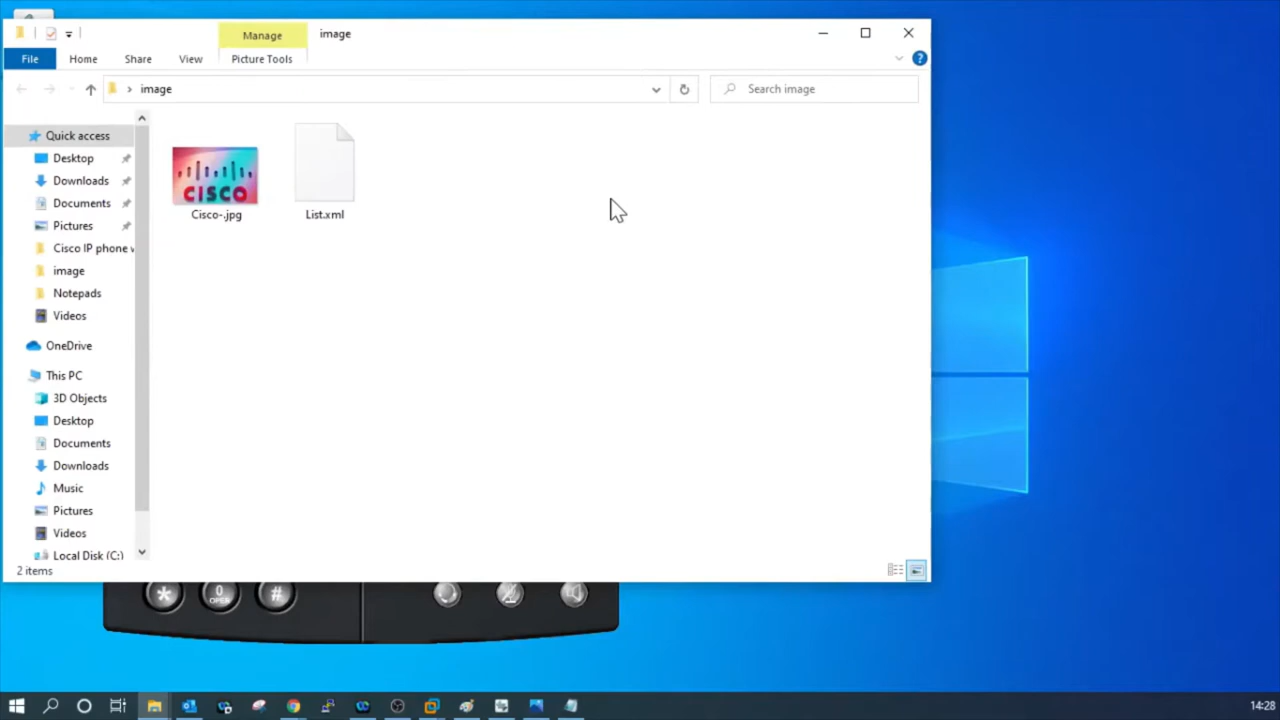 Manage
image
File
Home
Share
View
Picture Tools
image
Search image
Quick access
Desktop
Downloads
Documents
Pictures
Cisco IP phone w
image
Notepads
Videos
OneDrive
This PC
3D Objects
Desktop
Documents
Downloads
Music
Pictures
Videos
Local Disk (C:)
CISCO
Cisco-.jpg
List.xml
2 items
*
0
OPER
#
14:28